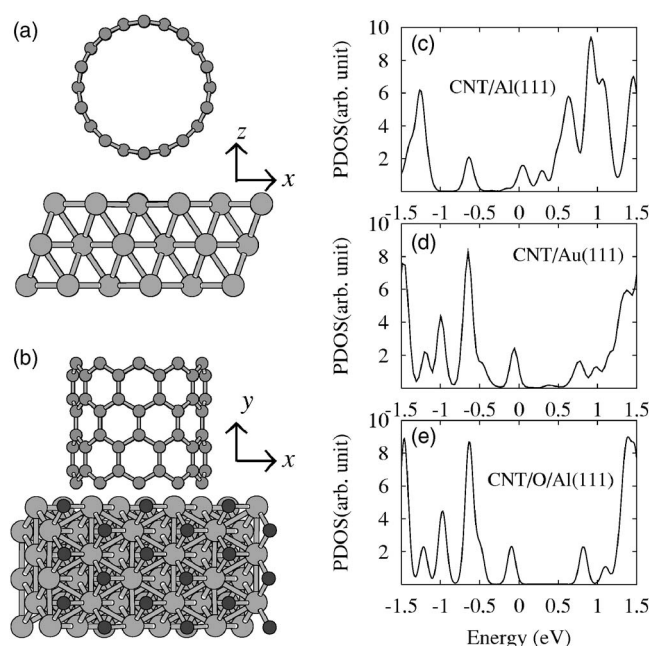 (a)
z
x
(b)
y
x
(c)
CNT/Al(111)
PDOS(arb. unit)
10
8
6
4
2
-1.5 -1 -0.5 0 0.5 1 1.5
(d)
CNT/Au(111)
PDOS(arb. unit)
10
8
6
4
2
-1.5 -1 -0.5 0 0.5 1 1.5
(e)
CNT/O/Al(111)
PDOS(arb. unit)
10
8
6
4
2
-1.5 -1 -0.5 0 0.5 1 1.5
Energy (eV)